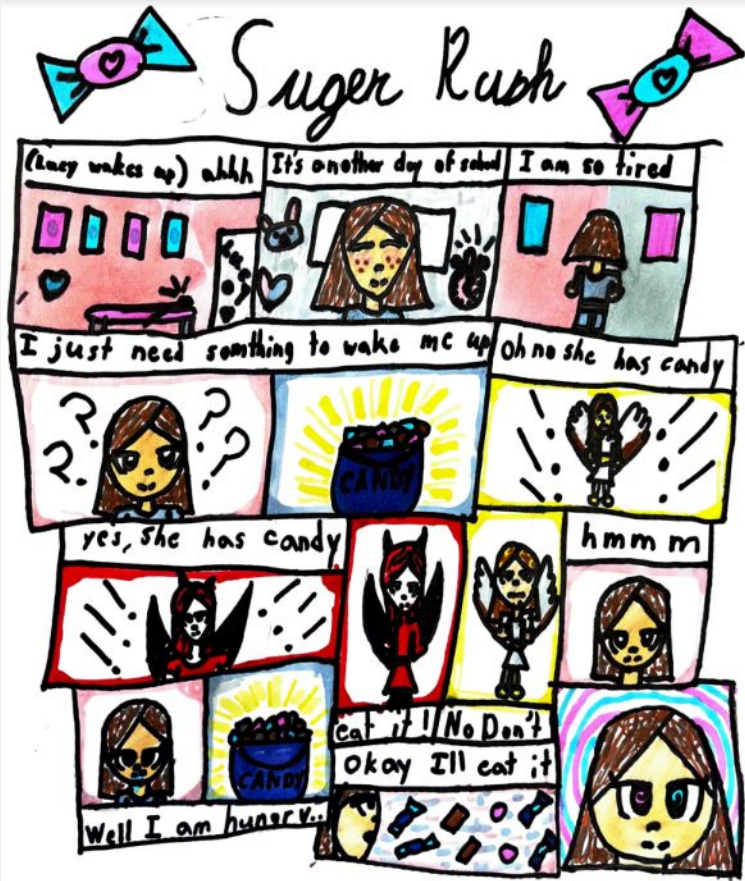 Suger Rush
(Lucy wakes up) ahhh
It's another day of school
I am so tired
LUCY
I just need somthing to wake me up
Oh no she has candy
CANDY
yes, she has candy
hmmm
eat it!
No Don't
CANDY
Well I am hungry..
Okay Ill eat it